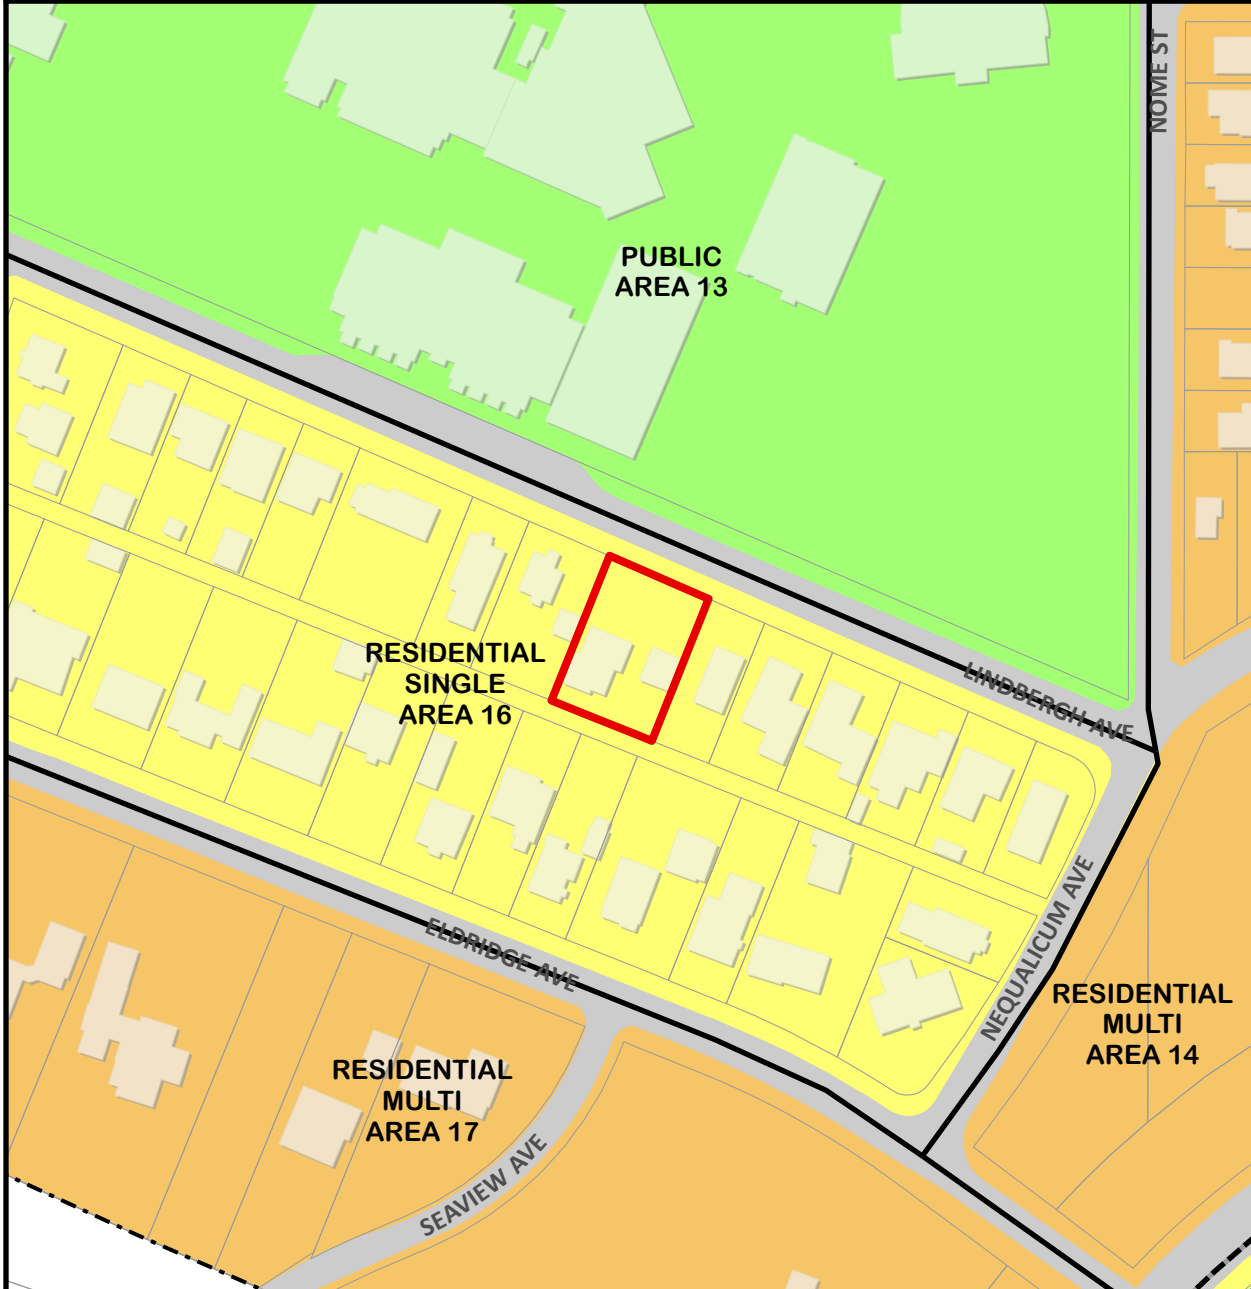 NOME ST
PUBLIC
AREA 13
RESIDENTIAL
SINGLE
AREA 16
LINDBERGH AVE
ELDRIDGE AVE
NEQUALICUM AVE
RESIDENTIAL
MULTI
AREA 14
RESIDENTIAL
MULTI
AREA 17
SEAVIEW AVE